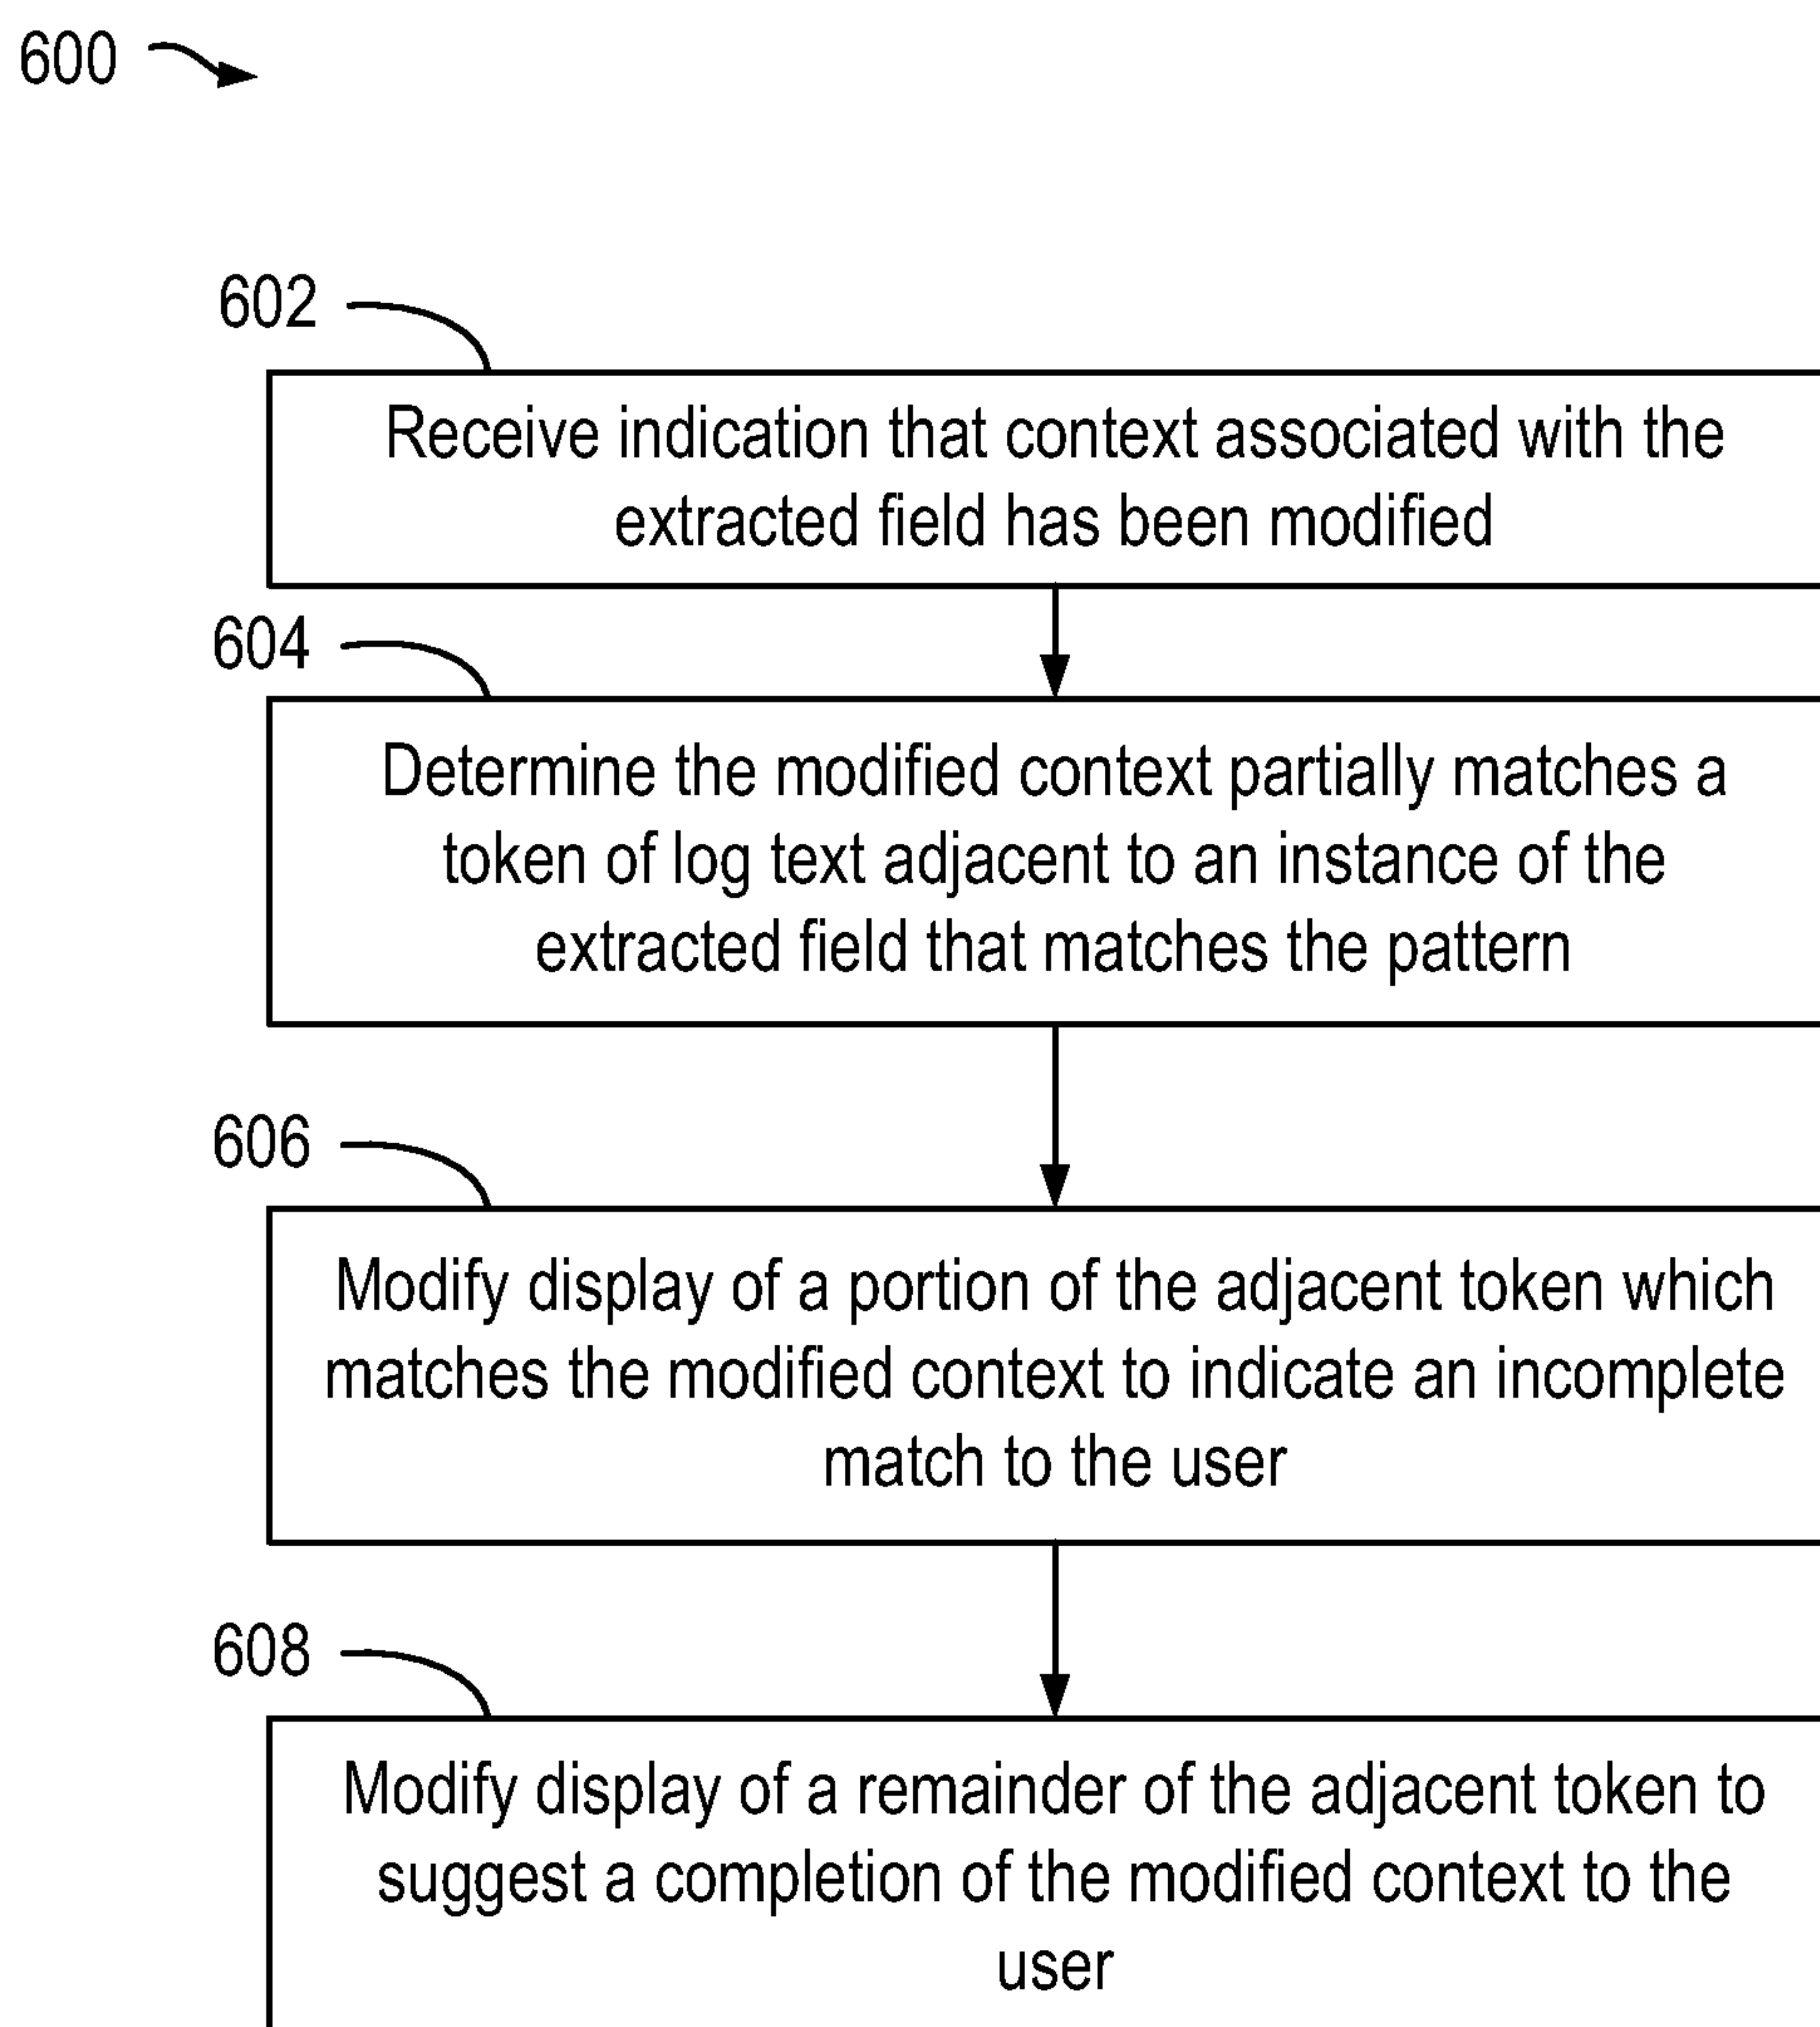 600
602
Receive indication that context associated with the
extracted field has been modified
604
Determine the modified context partially matches a
token of log text adjacent to an instance of the
extracted field that matches the pattern
606
Modify display of a portion of the adjacent token which
matches the modified context to indicate an incomplete
match to the user
608
Modify display of a remainder of the adjacent token to
suggest a completion of the modified context to the
user